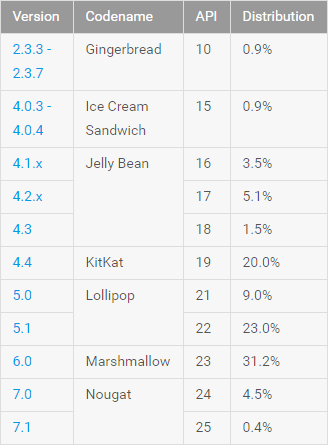 Version Codename API Distribution
2.3.3 - Gingerbread 10 0.9%
2.3.7
4.0.3 - Ice Cream 15 0.9%
4.0.4 Sandwich
4.1.x Jelly Bean 16 3.5%
4.2.x 17 5.1%
4.3 18 1.5%
4.4 KitKat 19 20.0%
5.0 Lollipop 21 9.0%
5.1 22 23.0%
6.0 Marshmallow 23 31.2%
7.0 Nougat 24 4.5%
7.1 25 0.4%